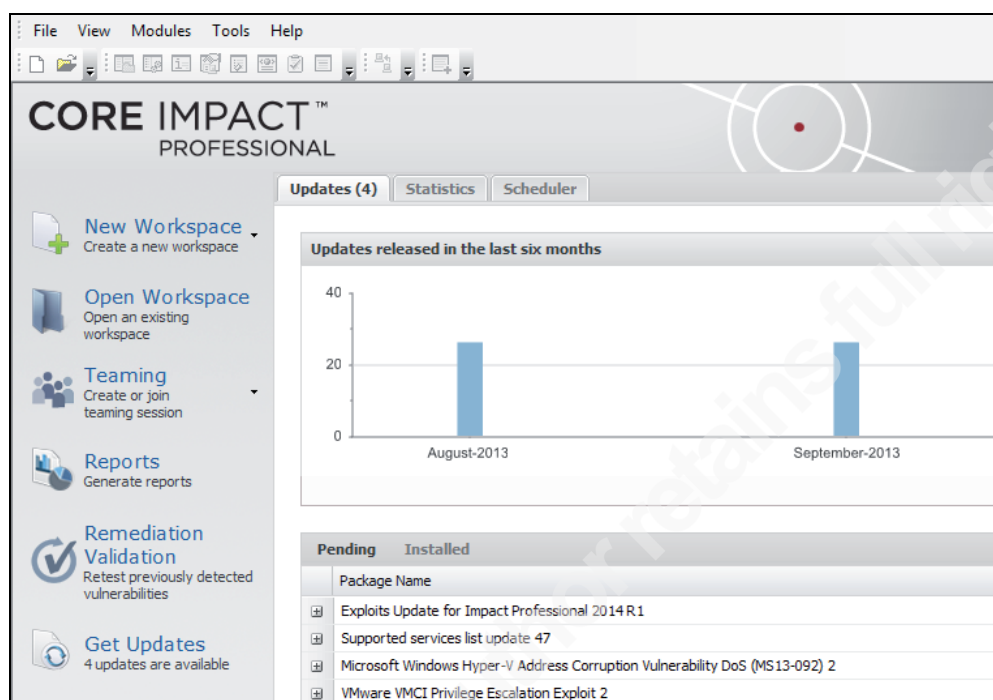 File View Modules Tools Help
CORE IMPACT™
PROFESSIONAL
Updates (4) Statistics Scheduler
New Workspace
Create a new workspace
Open Workspace
Open an existing
workspace
Teaming
Create or join
teaming session
Reports
Generate reports
Remediation
Validation
Retest previously detected
vulnerabilities
Get Updates
4 updates are available
Updates released in the last six months
40
20
0
August-2013 September-2013
Pending Installed
Package Name
Exploits Update for Impact Professional 2014 R1
Supported services list update 47
Microsoft Windows Hyper-V Address Corruption Vulnerability DoS (MS13-092) 2
VMware VMCI Privilege Escalation Exploit 2
retains full